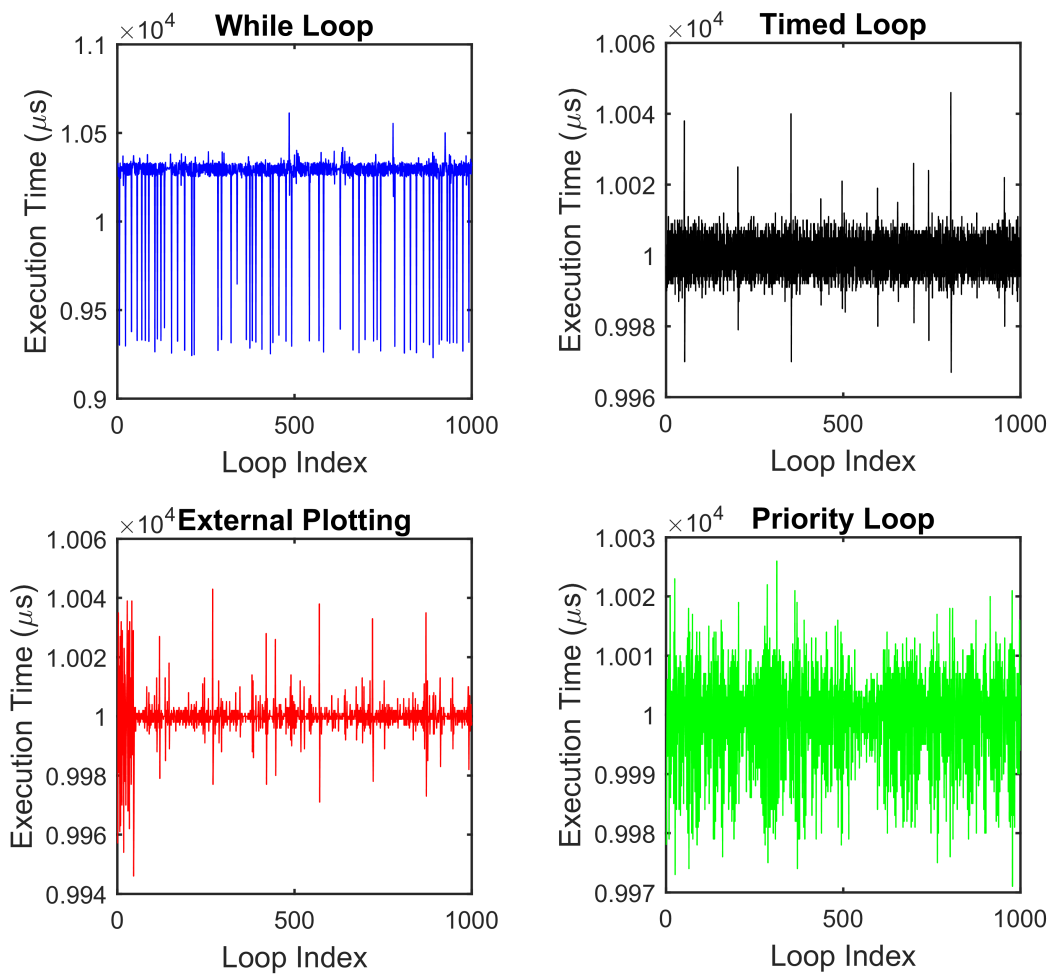 ×10⁴ While Loop
1.1
1.05
1
0.95
0.9
Execution Time (μs)
0 500 1000
Loop Index
×10⁴ Timed Loop
1.006
1.004
1.002
1
0.998
0.996
Execution Time (μs)
0 500 1000
Loop Index
×10⁴ External Plotting
1.006
1.004
1.002
1
0.998
0.996
0.994
Execution Time (μs)
0 500 1000
Loop Index
×10⁴ Priority Loop
1.003
1.002
1.001
1
0.999
0.998
0.997
Execution Time (μs)
0 500 1000
Loop Index